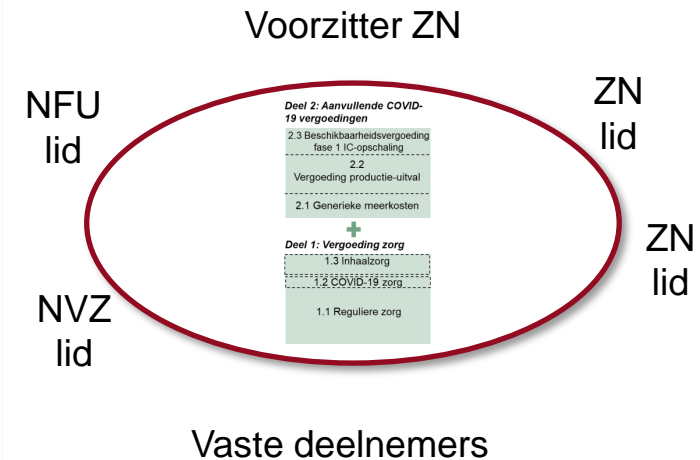 Voorzitter ZN
NFU
lid
ZN
lid
Deel 2: Aanvullende COVID-
19 vergoedingen
2.3 Beschikbaarheidsvergoeding
fase 1 IC-opschaling
2.2
Vergoeding productie-uitval
2.1 Generieke meerkosten
+
Deel 1: Vergoeding zorg
1.3 Inhaalzorg
1.2 COVID-19 zorg
1.1 Reguliere zorg
ZN
lid
NVZ
lid
Vaste deelnemers